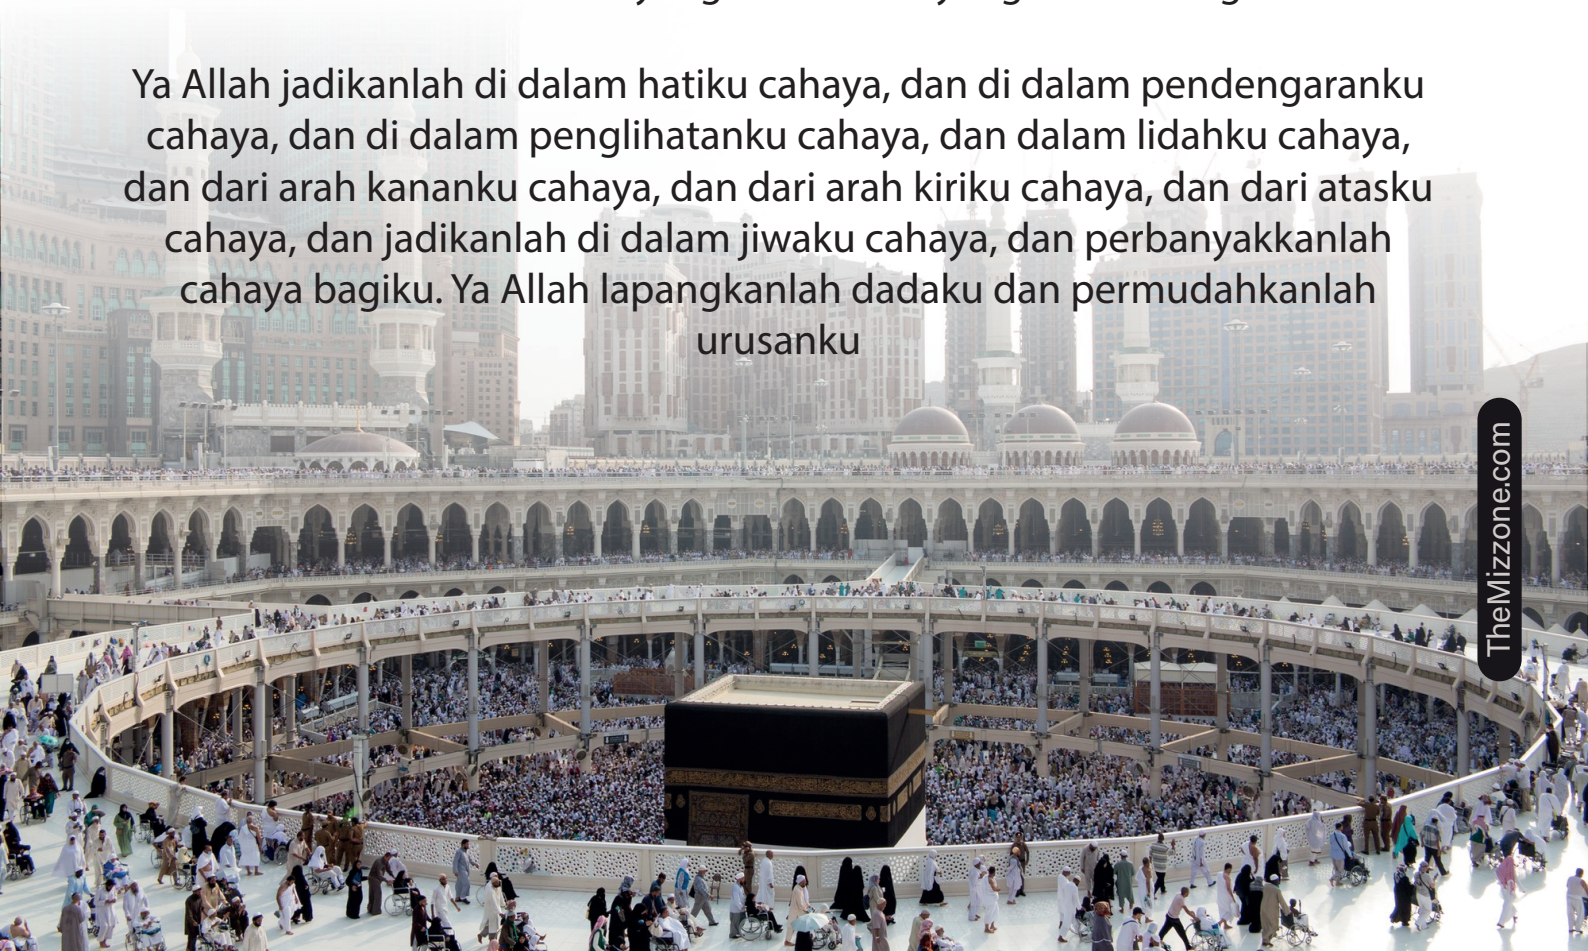 Ya Allah jadikanlah di dalam hatiku cahaya, dan di dalam pendengaranku
cahaya, dan di dalam penglihatanku cahaya, dan dalam lidahku cahaya,
dan dari arah kananku cahaya, dan dari arah kiriku cahaya, dan dari atasku
cahaya, dan jadikanlah di dalam jiwaku cahaya, dan perbanyakkanlah
cahaya bagiku. Ya Allah lapangkanlah dadaku dan permudahkanlah
urusanku
TheMizzone.com